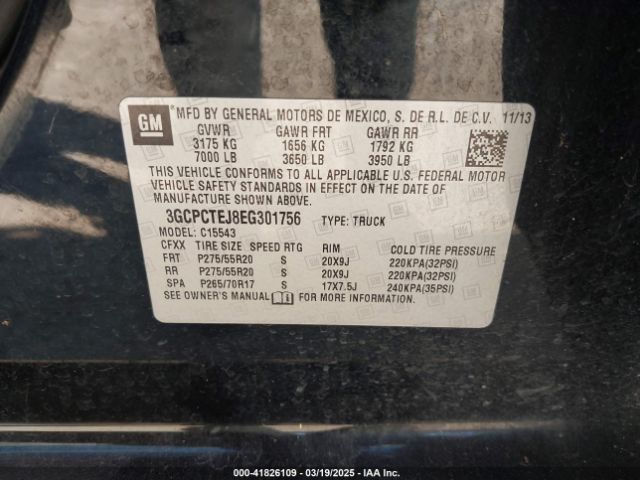 GM
MFD BY GENERAL MOTORS DE MEXICO, S. DE R.L. DE C.V. 11/13
GVWR GAWR FRT GAWR RR
3175 KG 1656 KG 1792 KG
7000 LB 3650 LB 3950 LB
THIS VEHICLE CONFORMS TO ALL APPLICABLE U.S. FEDERAL MOTOR
VEHICLE SAFETY STANDARDS IN EFFECT ON THE DATE OF
MANUFACTURE SHOWN ABOVE.
3GCPCTEJ8EG301756 TYPE: TRUCK
MODEL: C15543
CFXX TIRE SIZE SPEED RTG RIM COLD TIRE PRESSURE
FRT P275/55R20 S 20X9J 220KPA(32PSI)
RR P275/55R20 S 20X9J 220KPA(32PSI)
SPA P265/70R17 S 17X7.5J 240KPA(35PSI)
SEE OWNER'S MANUAL FOR MORE INFORMATION.
(WWW.IAAI.COM)
STOCK# - 41826109 - 03/19/2025 - IAA Inc.